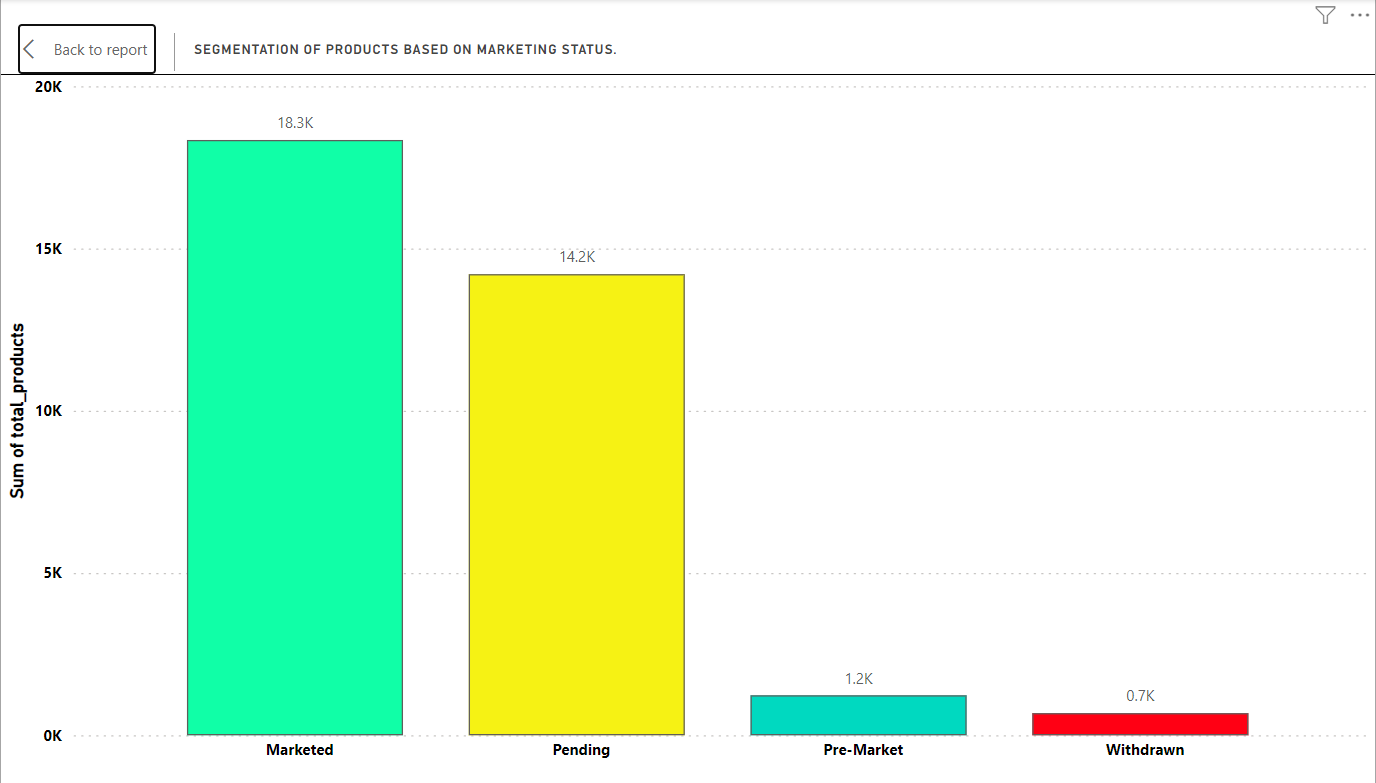 Back to report
SEGMENTATION OF PRODUCTS BASED ON MARKETING STATUS.
Sum of total_products
20K
15K
10K
5K
0K
18.3K
14.2K
1.2K
0.7K
Marketed
Pending
Pre-Market
Withdrawn